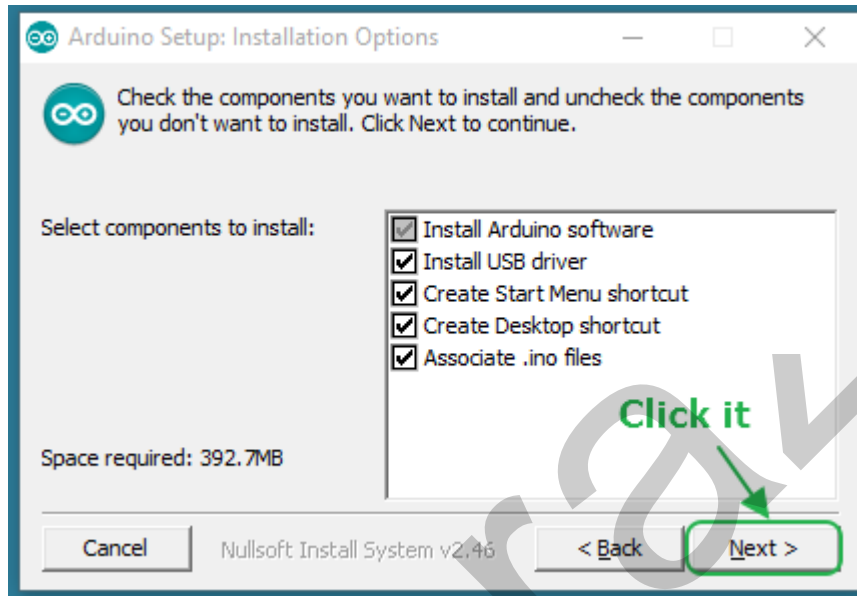 Arduino Setup: Installation Options
Check the components you want to install and uncheck the components
you don't want to install. Click Next to continue.
Select components to install:
Install Arduino software
Install USB driver
Create Start Menu shortcut
Create Desktop shortcut
Associate .ino files
Click it
Space required: 392.7MB
Cancel
Nullsoft Install System v2.46
< Back
Next >